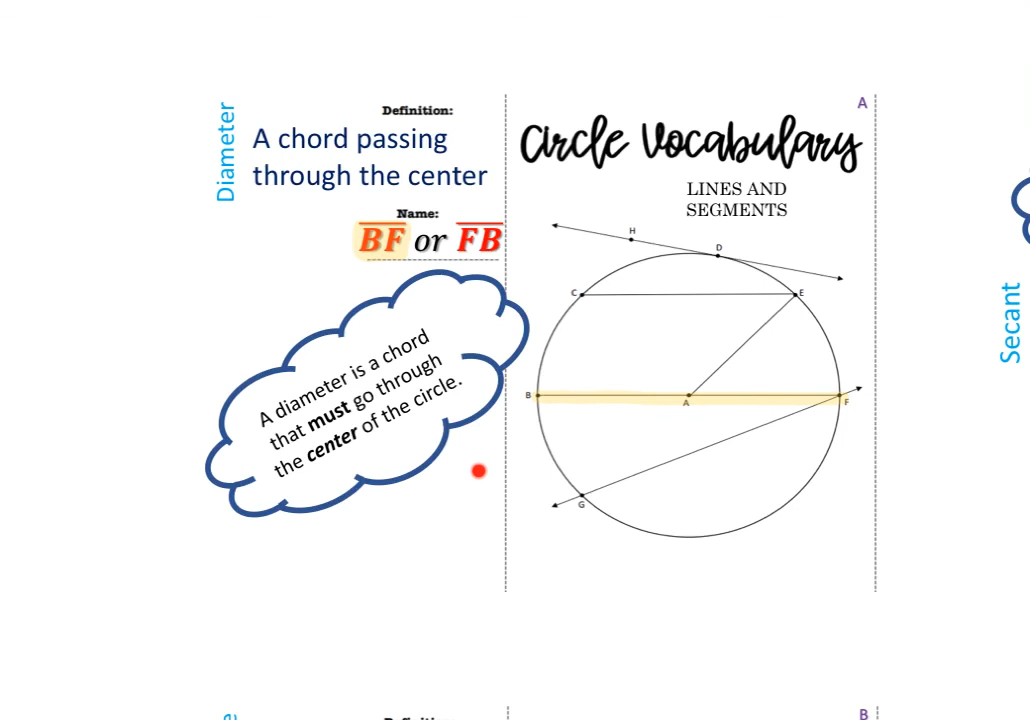 Diameter
Definition:
A chord passing
through the center
Name:
BF or FB
A diameter is a chord
that must go through
the center of the circle.
A
Circle Vocabulary
LINES AND
SEGMENTS
H
D
C
E
B
A
F
G
Secant
B